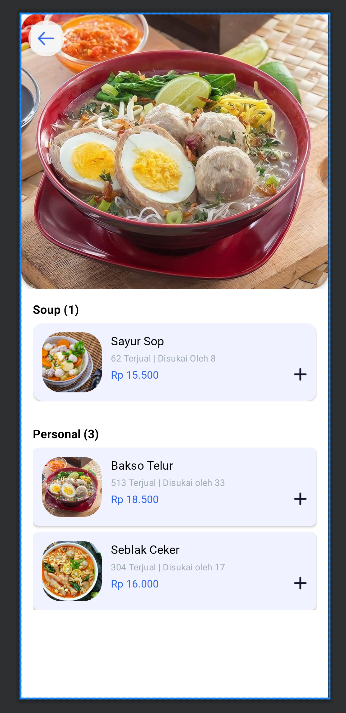 Soup (1)
Sayur Sop
62 Terjual | Disukai Oleh 8
Rp 15.500
Personal (3)
Bakso Telur
513 Terjual | Disukai oleh 33
Rp 18.500
Seblak Ceker
304 Terjual | Disukai oleh 17
Rp 16.000